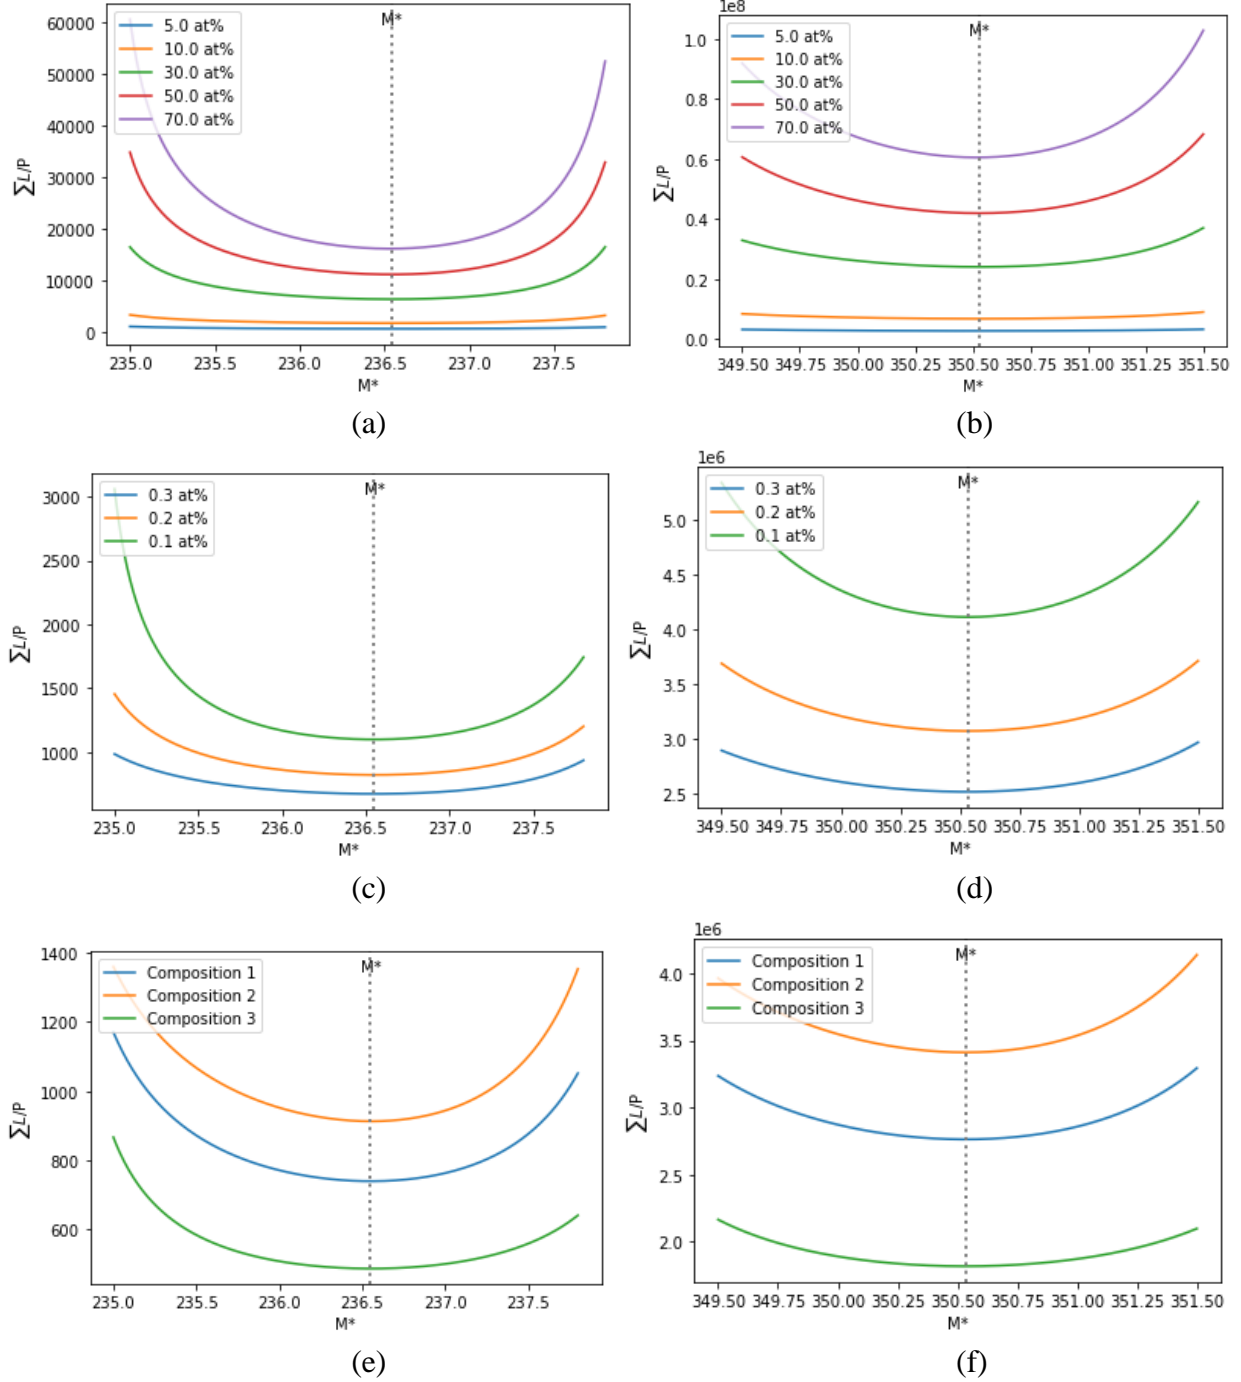 M*
5.0 at%
10.0 at%
30.0 at%
50.0 at%
70.0 at%
60000
50000
40000
30000
20000
10000
0
∑L/P
235.0 235.5 236.0 236.5 237.0 237.5
M*
(a)
1e8
M*
5.0 at%
10.0 at%
30.0 at%
50.0 at%
70.0 at%
1.0
0.8
0.6
0.4
0.2
0.0
∑L/P
349.50 349.75 350.00 350.25 350.50 350.75 351.00 351.25 351.50
M*
(b)
M*
0.3 at%
0.2 at%
0.1 at%
3000
2500
2000
1500
1000
∑L/P
235.0 235.5 236.0 236.5 237.0 237.5
M*
(c)
1e6
M*
0.3 at%
0.2 at%
0.1 at%
5.0
4.5
4.0
3.5
3.0
2.5
∑L/P
349.50 349.75 350.00 350.25 350.50 350.75 351.00 351.25 351.50
M*
(d)
M*
Composition 1
Composition 2
Composition 3
1400
1200
1000
800
600
∑L/P
235.0 235.5 236.0 236.5 237.0 237.5
M*
(e)
1e6
M*
Composition 1
Composition 2
Composition 3
4.0
3.5
3.0
2.5
2.0
∑L/P
349.50 349.75 350.00 350.25 350.50 350.75 351.00 351.25 351.50
M*
(f)